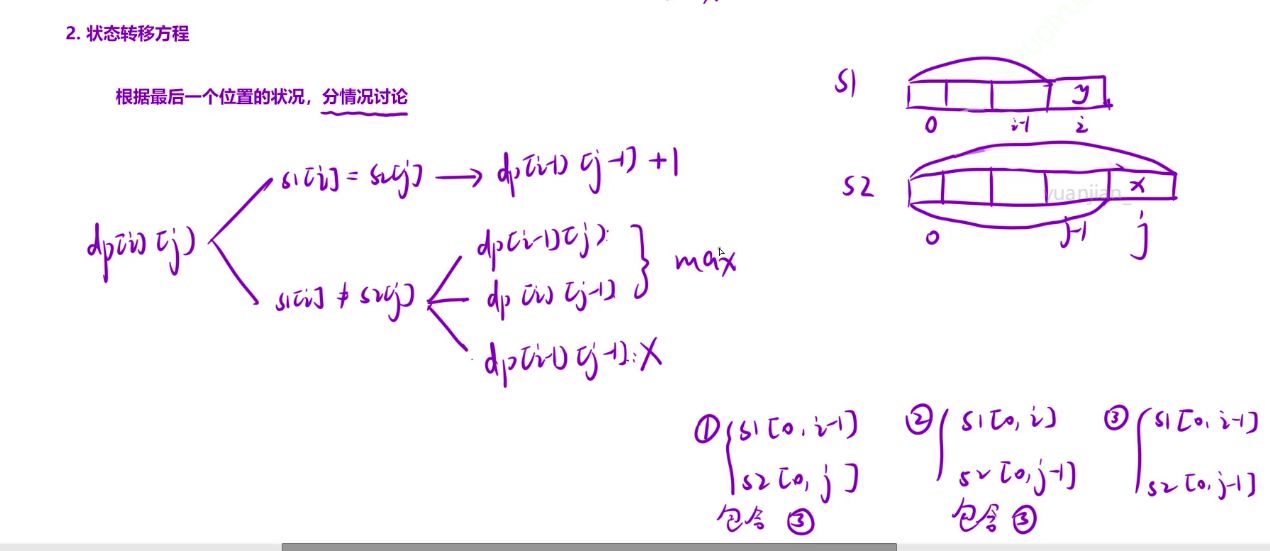 2. 状态转移方程
根据最后一个位置的状况，分情况讨论
s1[i] = s2[j] → dp[i-1][j-1] + 1
dp[i][j]
s1[i] ≠ s2[j]
dp[i-1][j]
dp[i][j-1]
} max
dp[i-1][j-1] : X
S1
y
0 i-1 i
S2
x
yuanjian_
0 j-1 j
① s1[0, i-1]
s2[0, j]
包含 ③
② s1[0, i]
s2[0, j-1]
包含 ③
③ s1[0, i-1]
s2[0, j-1]